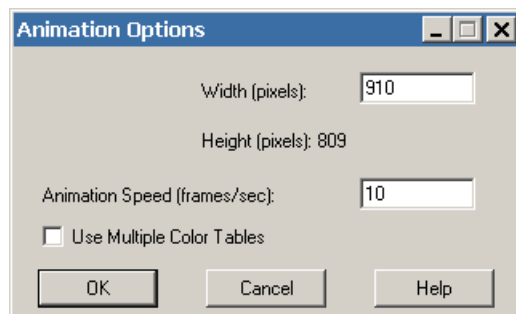 Animation Options
Width (pixels): 910
Height (pixels): 809
Animation Speed (frames/sec): 10
Use Multiple Color Tables
OK Cancel Help